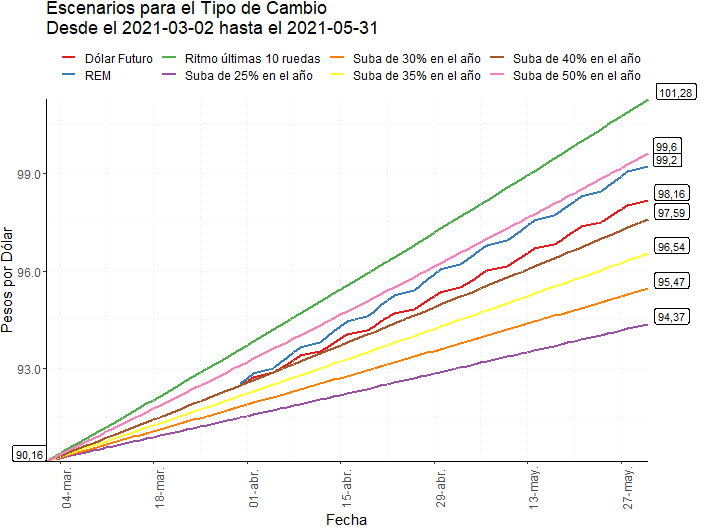 Escenarios para el Tipo de Cambio
Desde el 2021-03-02 hasta el 2021-05-31
Dólar Futuro Ritmo últimas 10 ruedas Suba de 30% en el año Suba de 40% en el año
REM Suba de 25% en el año Suba de 35% en el año Suba de 50% en el año
101,28
99,6
99,2
98,16
97,59
96,54
95,47
94,37
90,16
99.0
96.0
93.0
Pesos por Dólar
04-mar.
18-mar.
01-abr.
15-abr.
29-abr.
13-may.
27-may.
Fecha